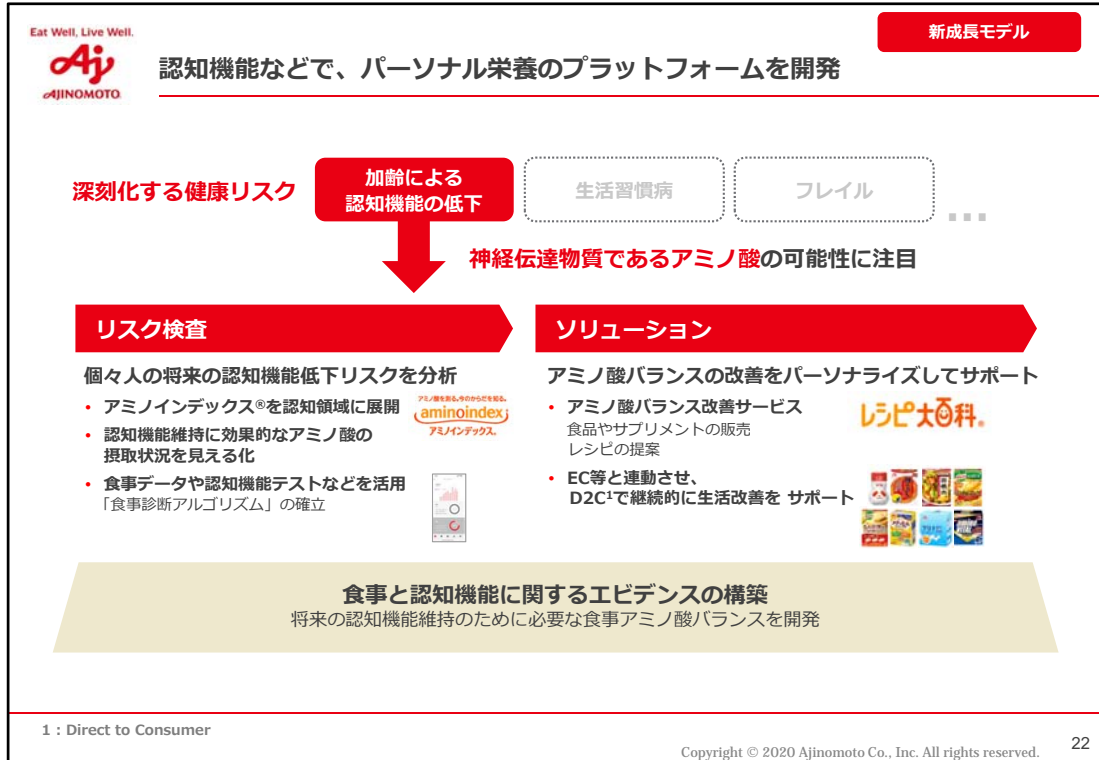 Eat Well, Live Well.
AJINOMOTO
新成長モデル
認知機能などで、パーソナル栄養のプラットフォームを開発
深刻化する健康リスク
加齢による
認知機能の低下
生活習慣病
フレイル
...
神経伝達物質であるアミノ酸の可能性に注目
リスク検査
個々人の将来の認知機能低下リスクを分析
• アミノインデックス®を認知領域に展開
アミノ酸を測る。今のからだを知る。
aminoindex
アミノインデックス。
• 認知機能維持に効果的なアミノ酸の
摂取状況を見える化
• 食事データや認知機能テストなどを活用
「食事診断アルゴリズム」の確立
ソリューション
アミノ酸バランスの改善をパーソナライズしてサポート
• アミノ酸バランス改善サービス
食品やサプリメントの販売
レシピの提案
レシピ大百科®
• EC等と連動させ、
D2C¹で継続的に生活改善を サポート
食事と認知機能に関するエビデンスの構築
将来の認知機能維持のために必要な食事アミノ酸バランスを開発
1：Direct to Consumer
Copyright © 2020 Ajinomoto Co., Inc. All rights reserved.
22